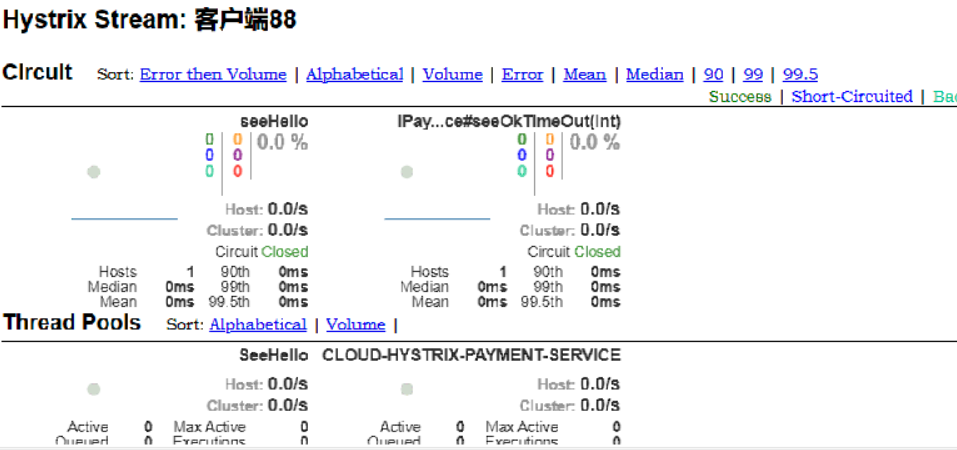 Hystrix Stream: 客户端88
Circuit Sort: Error then Volume | Alphabetical | Volume | Error | Mean | Median | 90 | 99 | 99.5
Success | Short-Circuited |
seeHello IPay...ce#seeOkTimeOut(Int)
0 0 0.0 % 0 0 0.0 %
0 0 0 0
0 0 0 0
Host: 0.0/s Host: 0.0/s
Cluster: 0.0/s Cluster: 0.0/s
Circuit Closed Circuit Closed
Hosts 1 90th 0ms Hosts 1 90th 0ms
Median 0ms 99th 0ms Median 0ms 99th 0ms
Mean 0ms 99.5th 0ms Mean 0ms 99.5th 0ms
Thread Pools Sort: Alphabetical | Volume |
SeeHello CLOUD-HYSTRIX-PAYMENT-SERVICE
Host: 0.0/s Host: 0.0/s
Cluster: 0.0/s Cluster: 0.0/s
Active 0 Max Active 0 Active 0 Max Active 0
Queued 0 Executions 0 Queued 0 Executions 0